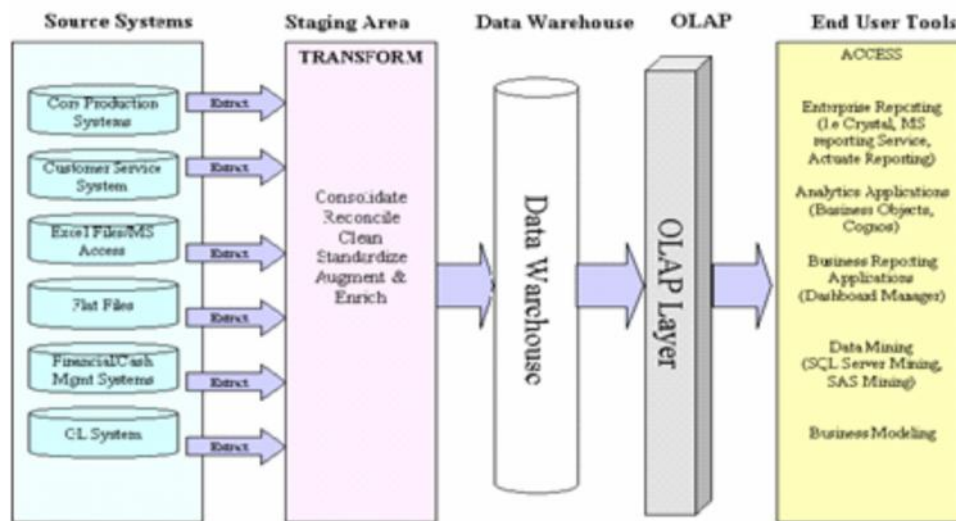 Source Systems
Staging Area
Data Warehouse
OLAP
End User Tools
Core Production
Systems
Customer Service
System
Excel Files/MS
Access
Flat Files
Financial/Cash
Mgmt Systems
GL System
Extract
Extract
Extract
Extract
Extract
Extract
TRANSFORM
Consolidate
Reconcile
Clean
Standardize
Augment &
Enrich
Data Warehouse
OLAP Layer
ACCESS
Enterprise Reporting
(I.e Crystal, MS
reporting Service,
Actuate Reporting)
Analytics Applications
(Business Objects,
Cognos)
Business Reporting
Applications
(Dashboard Manager)
Data Mining
(SQL Server Mining,
SAS Mining)
Business Modeling